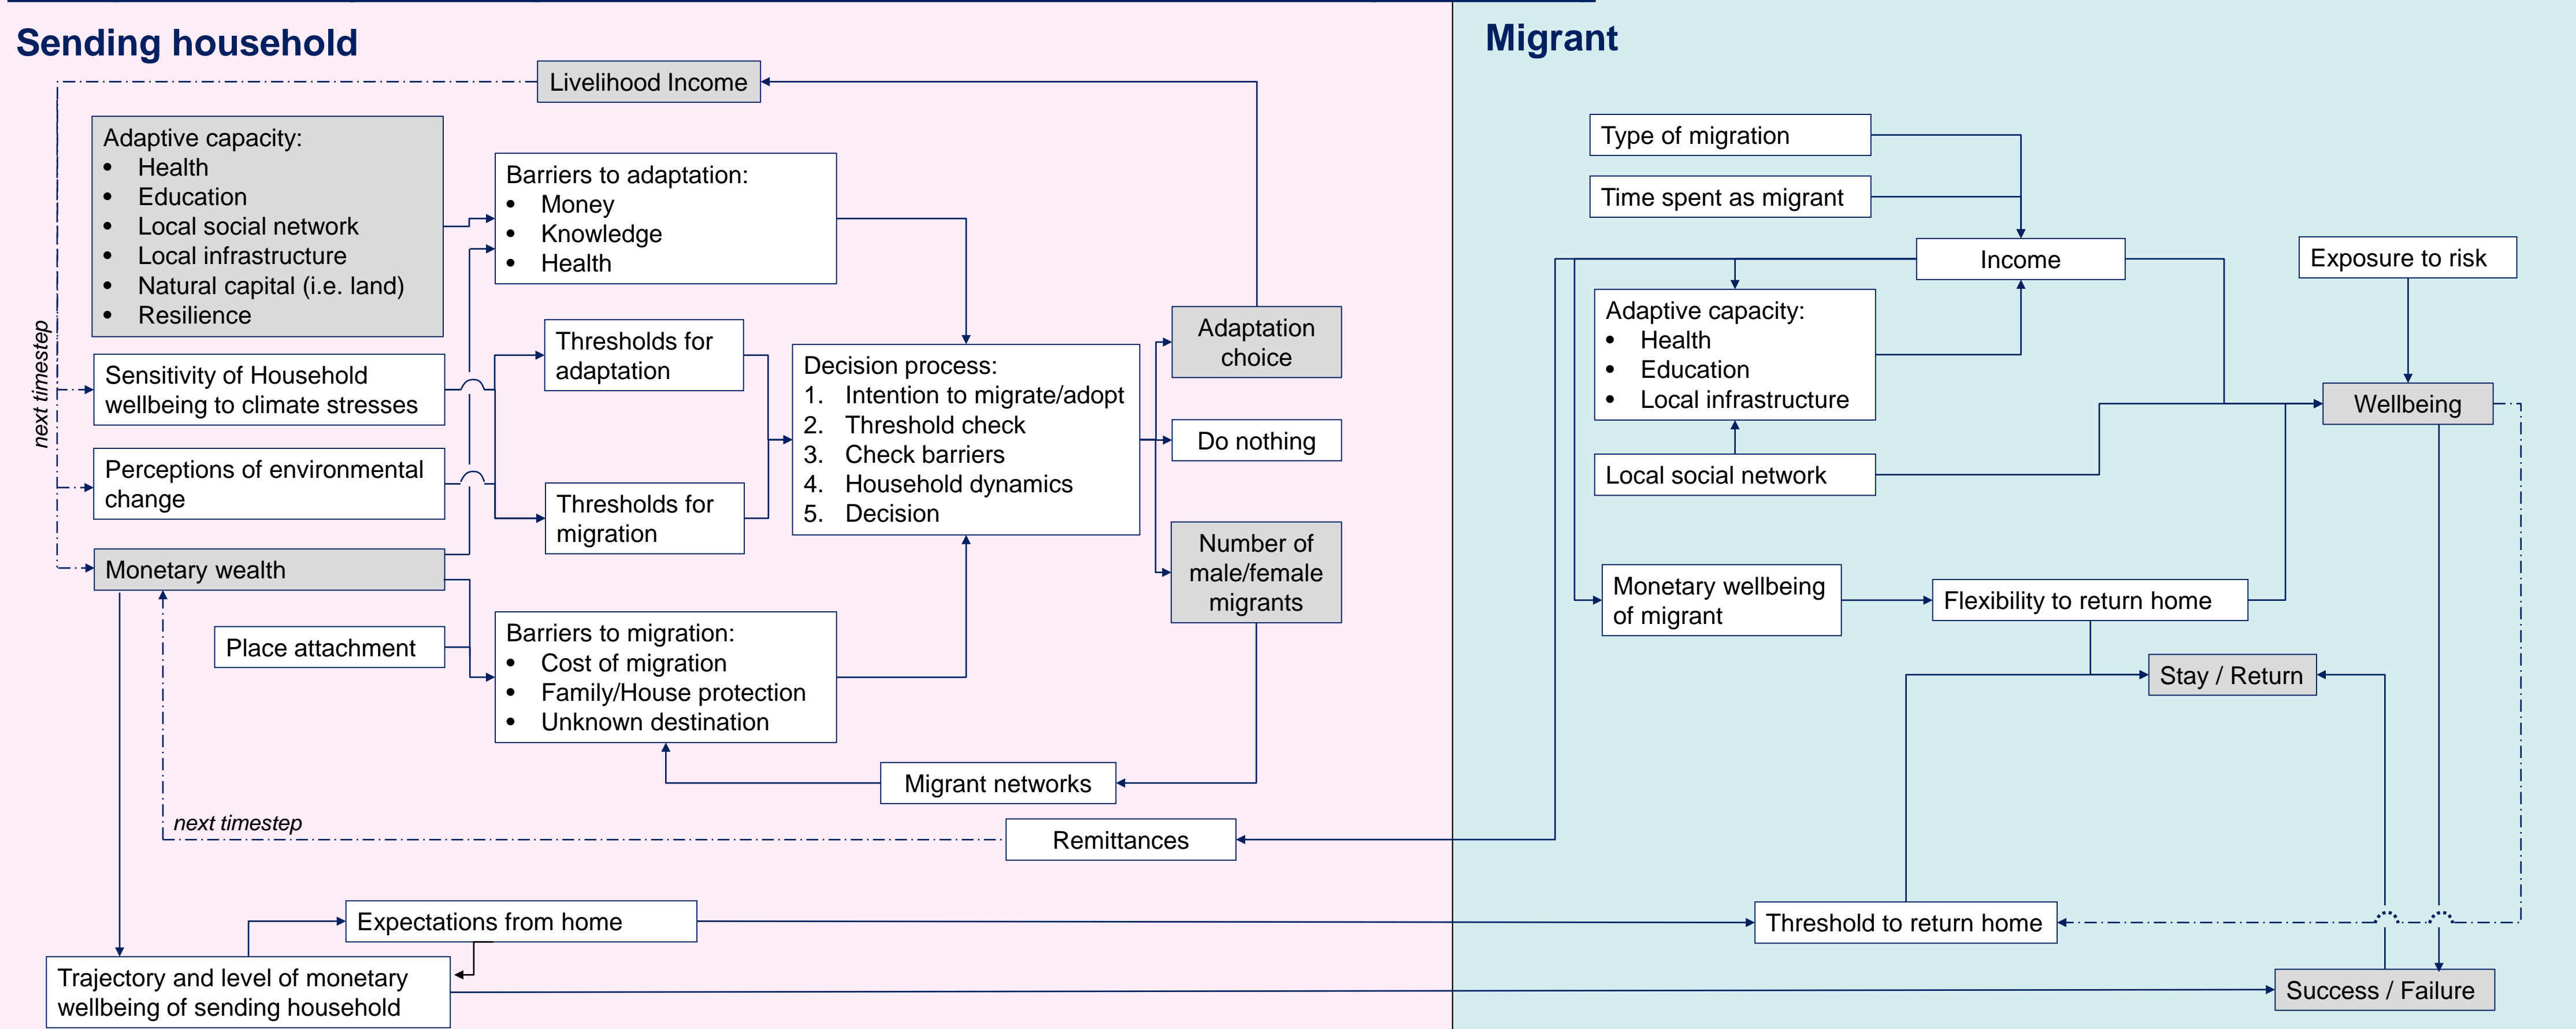 Sending household
Migrant
Livelihood Income
Adaptive capacity:
• Health
• Education
• Local social network
• Local infrastructure
• Natural capital (i.e. land)
• Resilience
Barriers to adaptation:
• Money
• Knowledge
• Health
next timestep
Sensitivity of Household
wellbeing to climate stresses
Perceptions of environmental
change
Monetary wealth
Place attachment
Thresholds for
adaptation
Thresholds for
migration
Decision process:
1. Intention to migrate/adopt
2. Threshold check
3. Check barriers
4. Household dynamics
5. Decision
Adaptation
choice
Do nothing
Number of
male/female
migrants
Barriers to migration:
• Cost of migration
• Family/House protection
• Unknown destination
Migrant networks
next timestep
Remittances
Expectations from home
Trajectory and level of monetary
wellbeing of sending household
Type of migration
Time spent as migrant
Income
Exposure to risk
Adaptive capacity:
• Health
• Education
• Local infrastructure
Wellbeing
Local social network
Monetary wellbeing
of migrant
Flexibility to return home
Stay / Return
Threshold to return home
Success / Failure